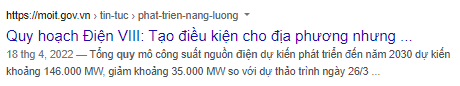 https://moit.gov.vn › tin-tuc › phat-trien-nang-luong
Quy hoạch Điện VIII: Tạo điều kiện cho địa phương nhưng ...
18 thg 4, 2022 — Tổng quy mô công suất nguồn điện dự kiến phát triển đến năm 2030 dự kiến
khoảng 146.000 MW, giảm khoảng 35.000 MW so với dự thảo trình ngày 26/3 ...